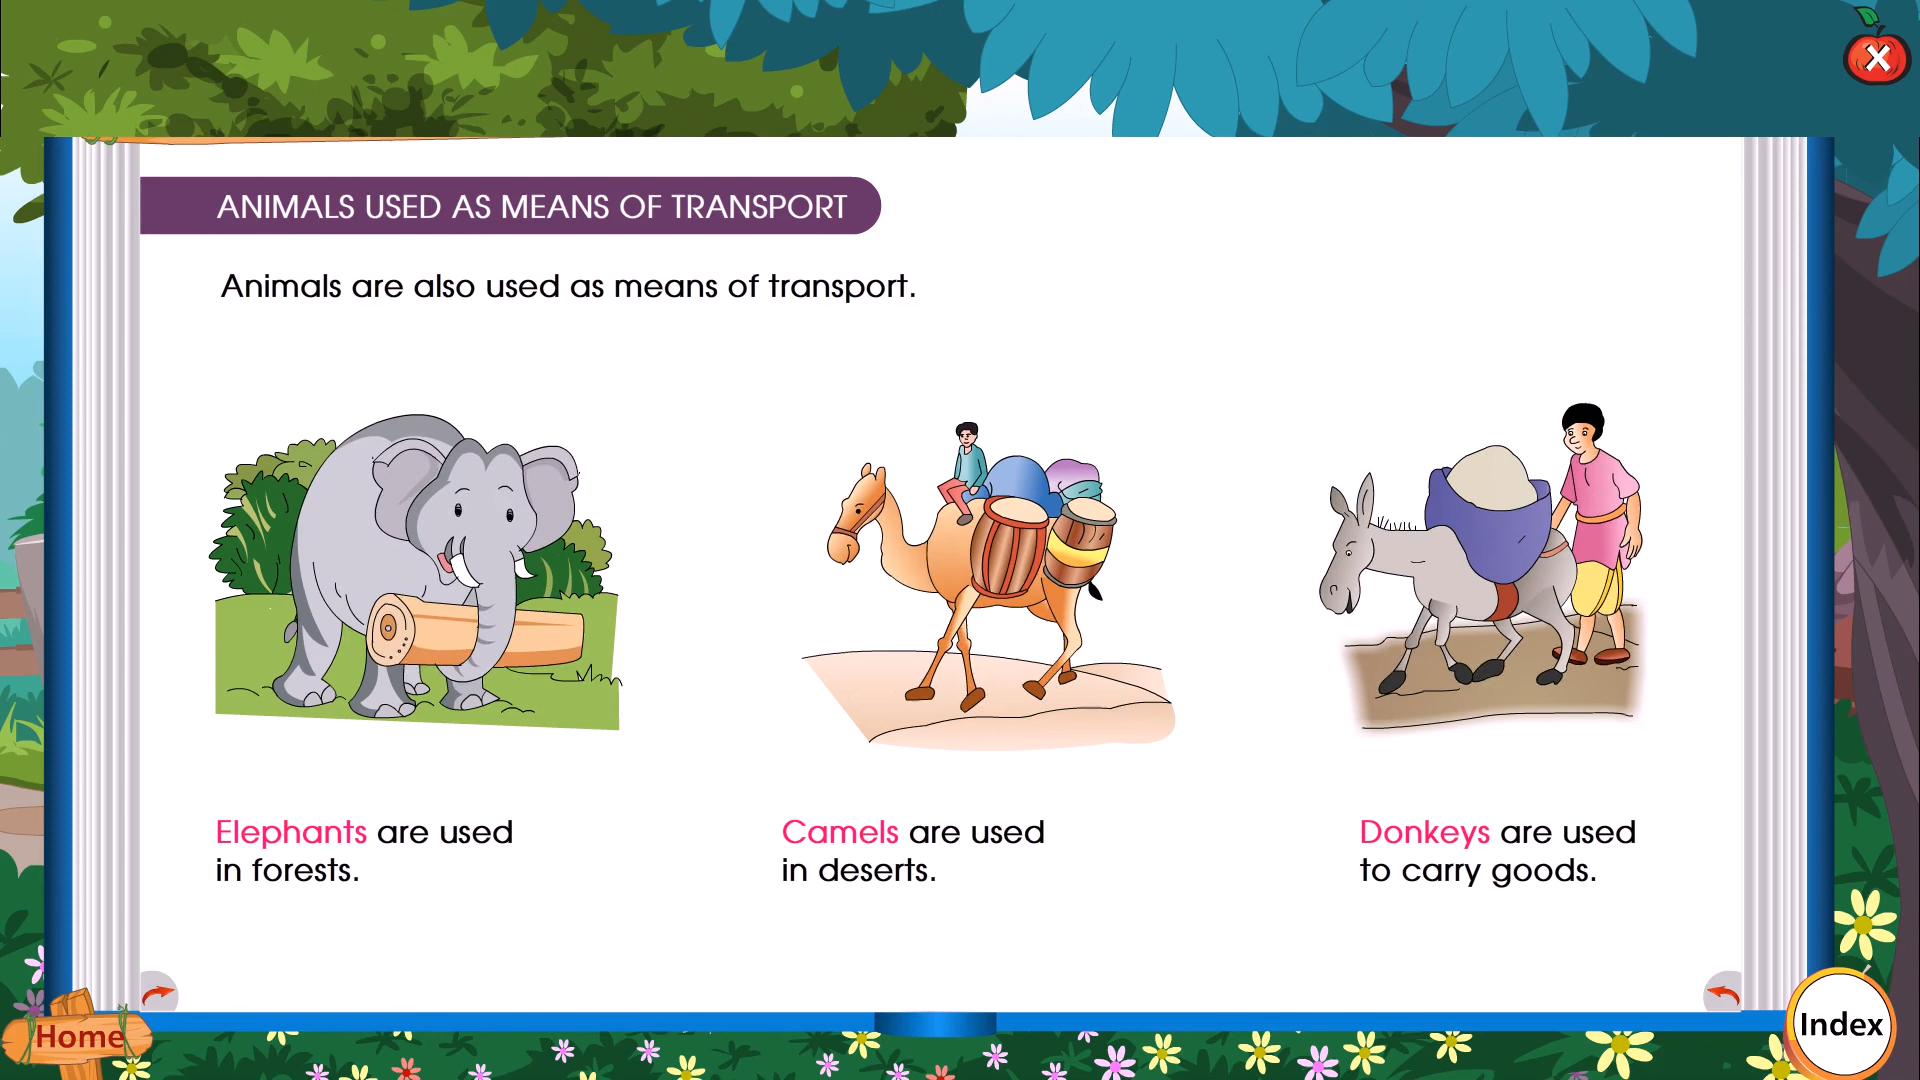 ANIMALS USED AS MEANS OF TRANSPORT
Animals are also used as means of transport.
Elephants are used
in forests.
Camels are used
in deserts.
Donkeys are used
to carry goods.
Home
Index